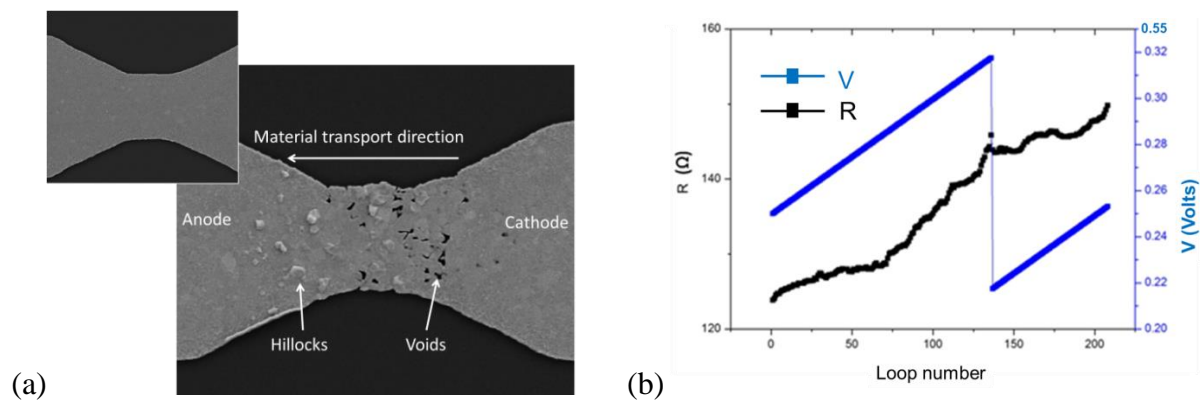 Material transport direction
Anode
Cathode
Hillocks
Voids
(a)
160
140
120
R (Ω)
V
R
0
50
100
150
200
Loop number
0.55
0.32
0.30
0.28
0.26
0.24
0.22
0.20
V (Volts)
(b)